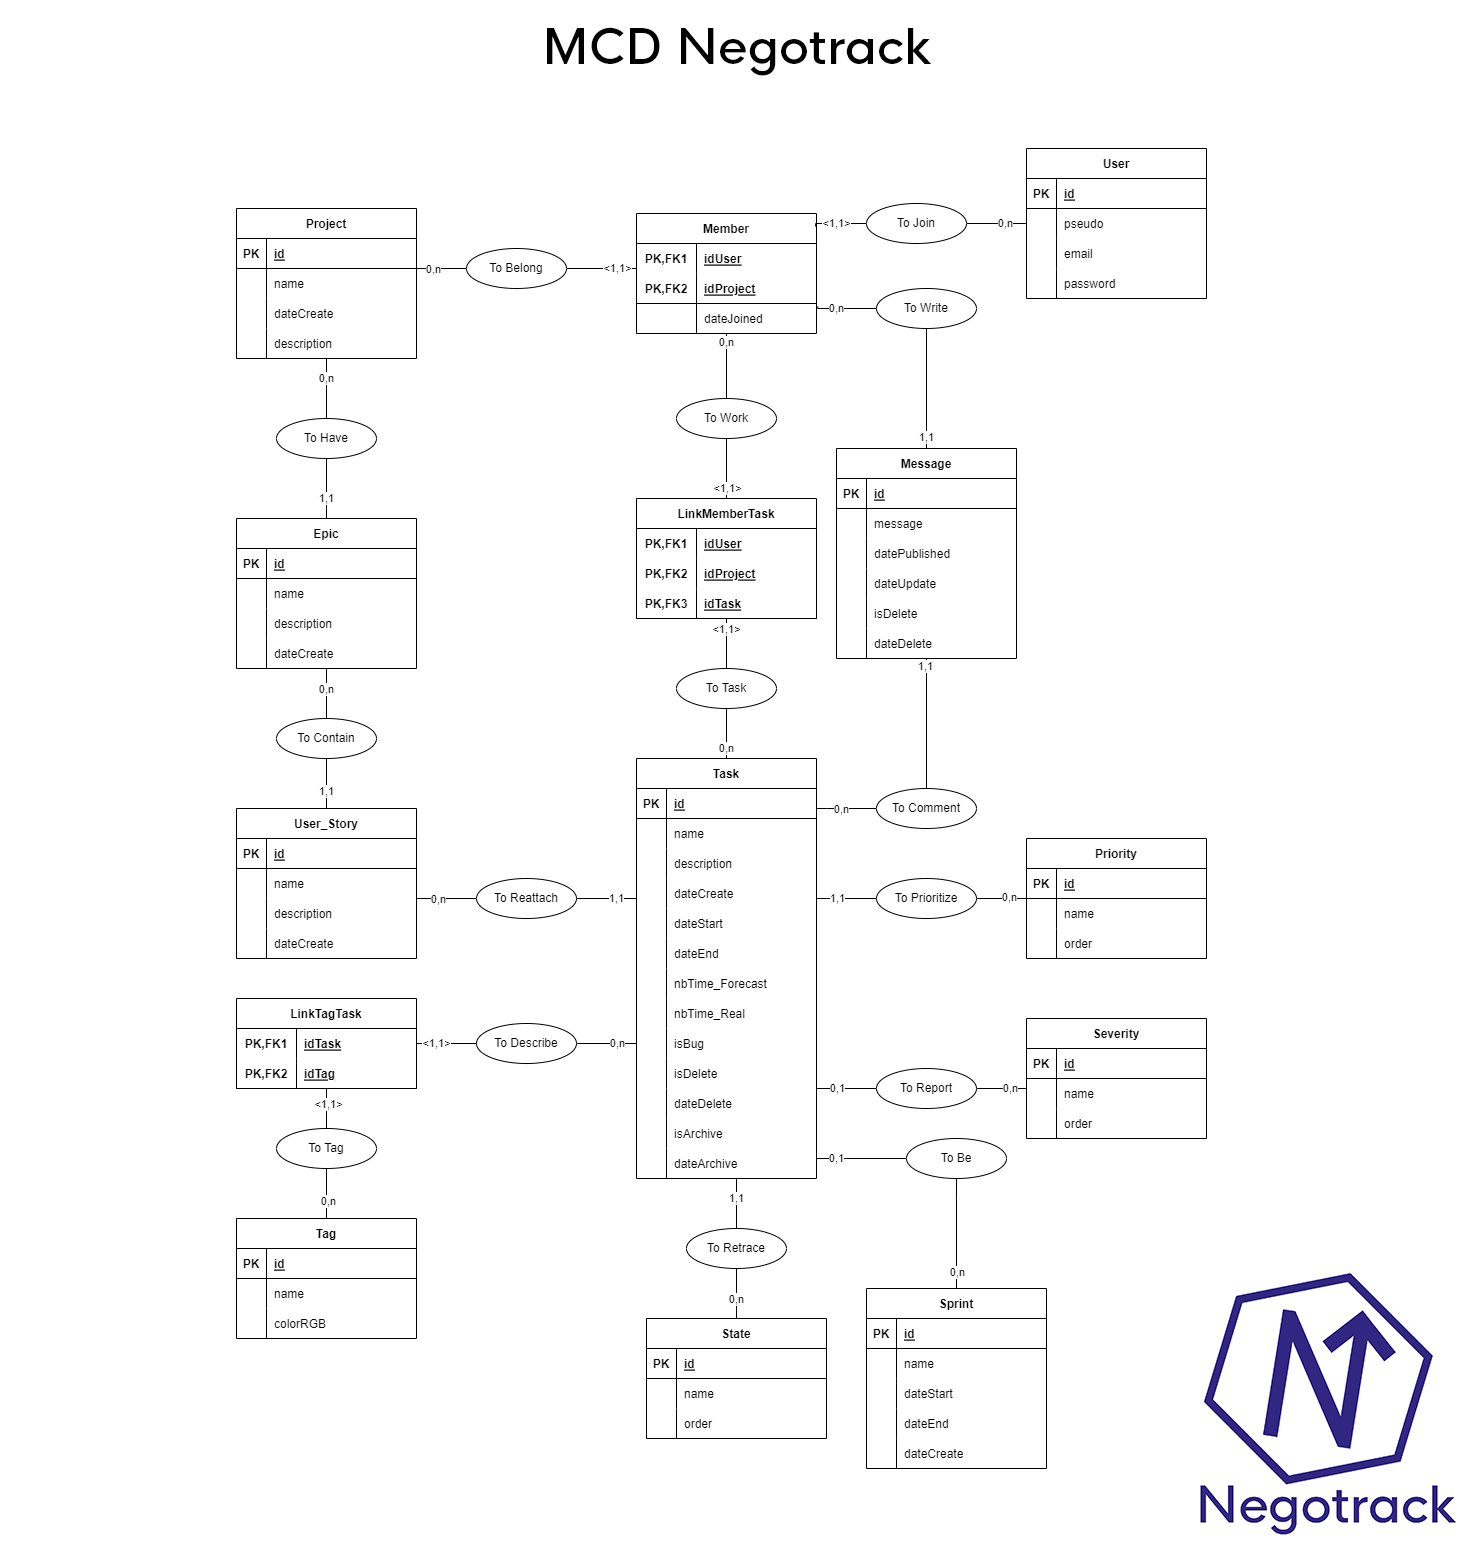 MCD Negotrack
User
PK id
pseudo
email
password
To Join
<1,1>
0,n
Project
PK id
name
dateCreate
description
0,n
To Belong
<1,1>
Member
PK,FK1 idUser
PK,FK2 idProject
dateJoined
0,n
To Write
1,1
0,n
To Work
<1,1>
0,n
To Have
1,1
Message
PK id
message
datePublished
dateUpdate
isDelete
dateDelete
1,1
LinkMemberTask
PK,FK1 idUser
PK,FK2 idProject
PK,FK3 idTask
<1,1>
To Task
0,n
Epic
PK id
name
description
dateCreate
0,n
To Contain
1,1
User_Story
PK id
name
description
dateCreate
0,n
To Reattach
1,1
Task
PK id
name
description
dateCreate
dateStart
dateEnd
nbTime_Forecast
nbTime_Real
isBug
isDelete
dateDelete
isArchive
dateArchive
0,n
To Comment
1,1
To Prioritize
0,n
Priority
PK id
name
order
LinkTagTask
PK,FK1 idTask
PK,FK2 idTag
<1,1>
To Describe
0,n
<1,1>
To Tag
0,n
Tag
PK id
name
colorRGB
0,1
To Report
0,n
Severity
PK id
name
order
0,1
To Be
0,n
1,1
To Retrace
0,n
State
PK id
name
order
Sprint
PK id
name
dateStart
dateEnd
dateCreate
Negotrack